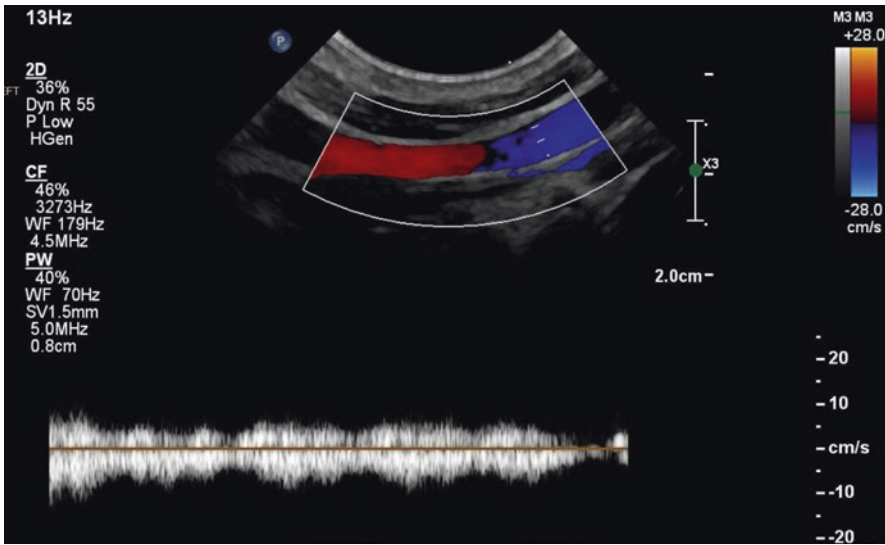 13Hz
P
M3 M3
+28.0
2D
36%
Dyn R 55
P Low
HGen
CF
46%
3273Hz
WF 179Hz
4.5MHz
PW
40%
WF 70Hz
SV1.5mm
5.0MHz
0.8cm
X3
-28.0
cm/s
2.0cm
20
10
cm/s
-10
-20